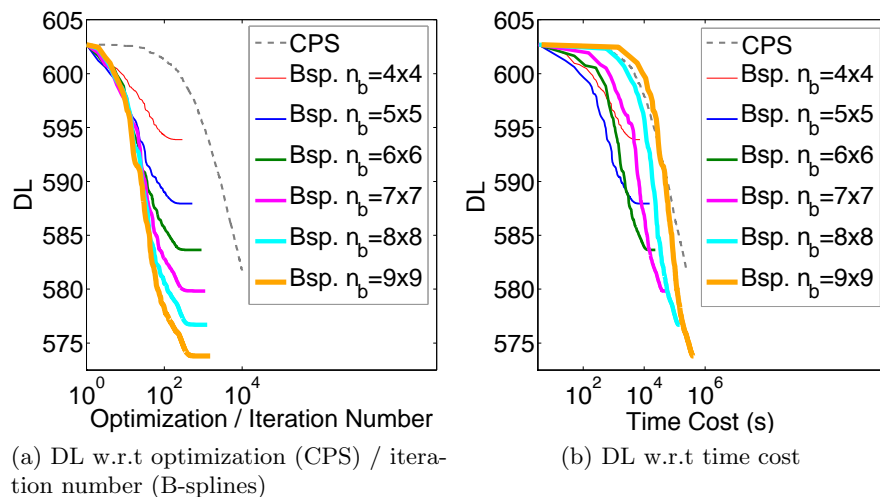 605
600
595
590
585
580
575
DL
10^0
10^2
10^4
Optimization / Iteration Number
CPS
Bsp. n_b=4x4
Bsp. n_b=5x5
Bsp. n_b=6x6
Bsp. n_b=7x7
Bsp. n_b=8x8
Bsp. n_b=9x9
(a) DL w.r.t optimization (CPS) / itera-
tion number (B-splines)
605
600
595
590
585
580
575
DL
10^2
10^4
10^6
Time Cost (s)
CPS
Bsp. n_b=4x4
Bsp. n_b=5x5
Bsp. n_b=6x6
Bsp. n_b=7x7
Bsp. n_b=8x8
Bsp. n_b=9x9
(b) DL w.r.t time cost